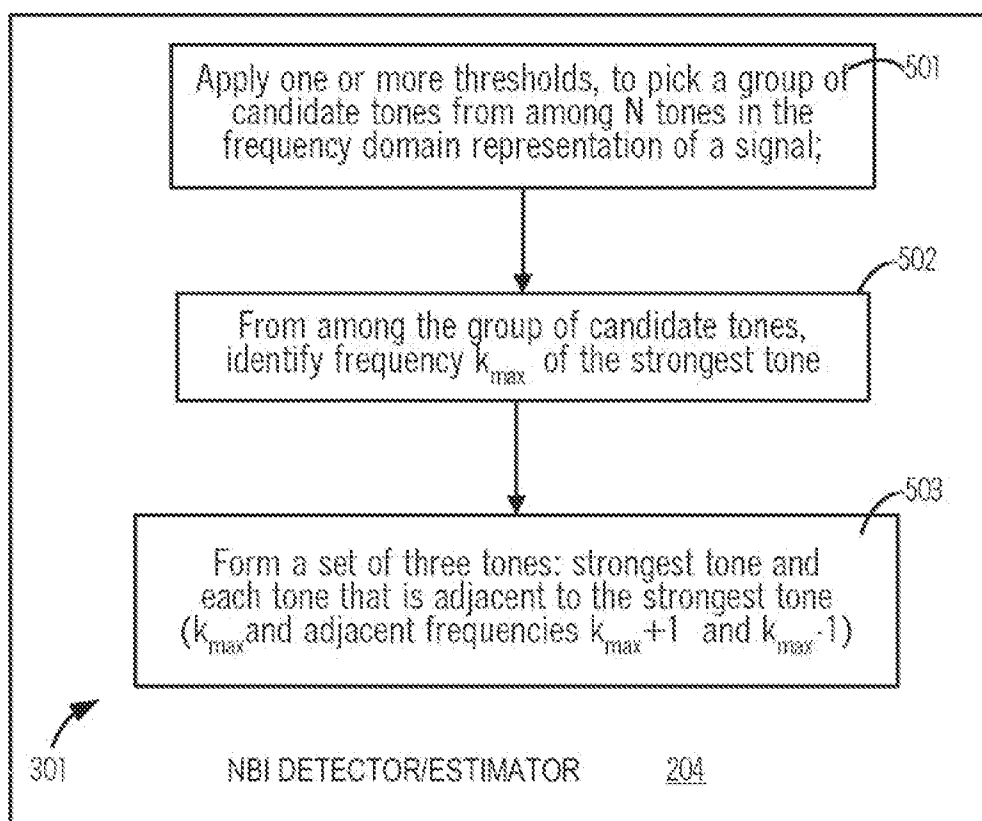 Apply one or more thresholds, to pick a group of
candidate tones from among N tones in the
frequency domain representation of a signal;
501
From among the group of candidate tones,
identify frequency kmax of the strongest tone
502
Form a set of three tones: strongest tone and
each tone that is adjacent to the strongest tone
(kmax and adjacent frequencies kmax+1 and kmax-1)
503
301
NBI DETECTOR/ESTIMATOR 204